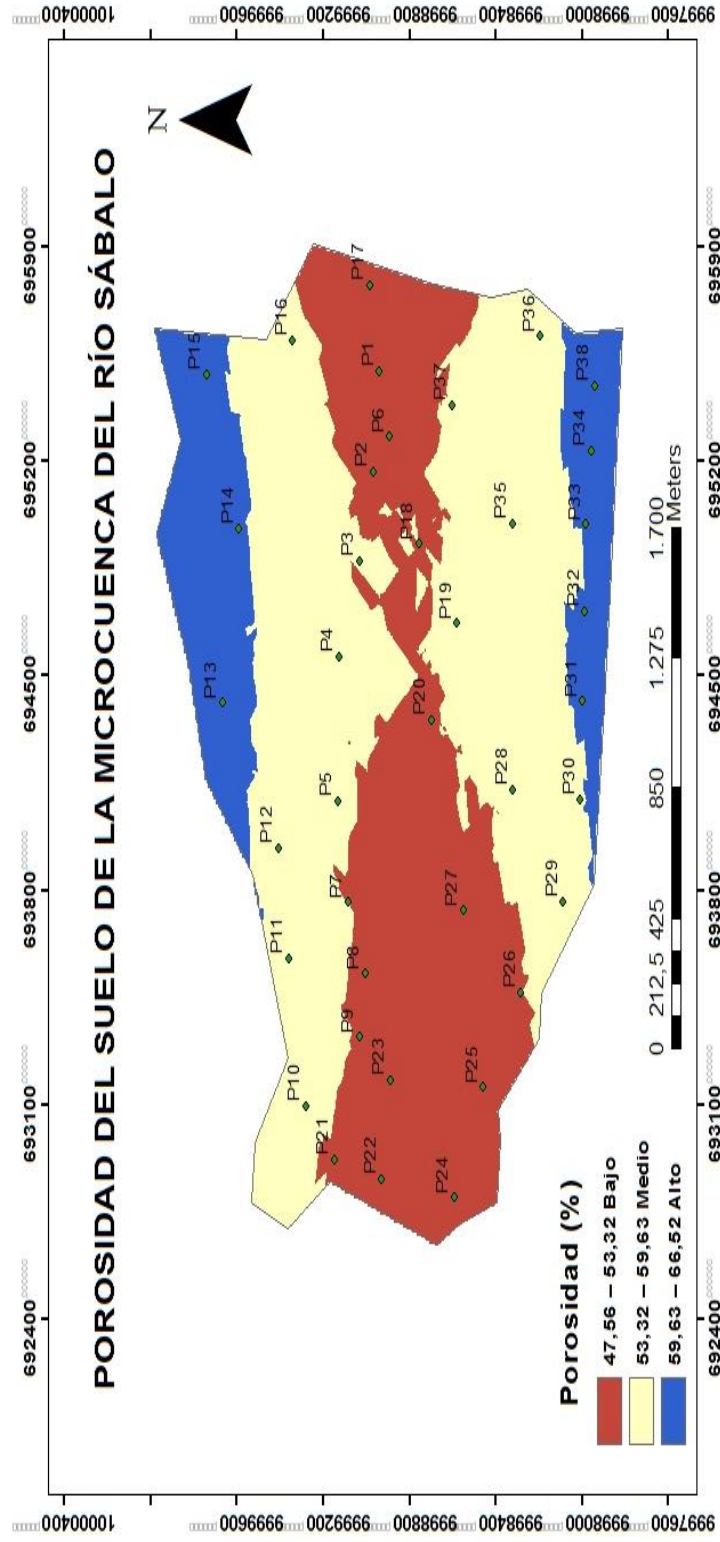 692400 693100 693800 694500 695200 695900
POROSIDAD DEL SUELO DE LA MICROCUENCA DEL RÍO SÁBALO
N
10000400
9999600
9999200
9998800
9998400
9998000
9997600
P13
P14
P15
P12
P11
P16
P10
P5
P4
P3
P2
P1
P17
P21
P9
P8
P7
P6
P22
P23
P18
P20
P19
P37
P24
P25
P27
P28
P35
P26
P36
P29
P30
P31
P32
P33
P34
P38
Porosidad (%)
47,56 – 53,32 Bajo
53,32 – 59,63 Medio
59,63 – 66,52 Alto
0 212,5 425 850 1.275 1.700
Meters
10000400
9999600
9999200
9998800
9998400
9998000
9997600
692400 693100 693800 694500 695200 695900